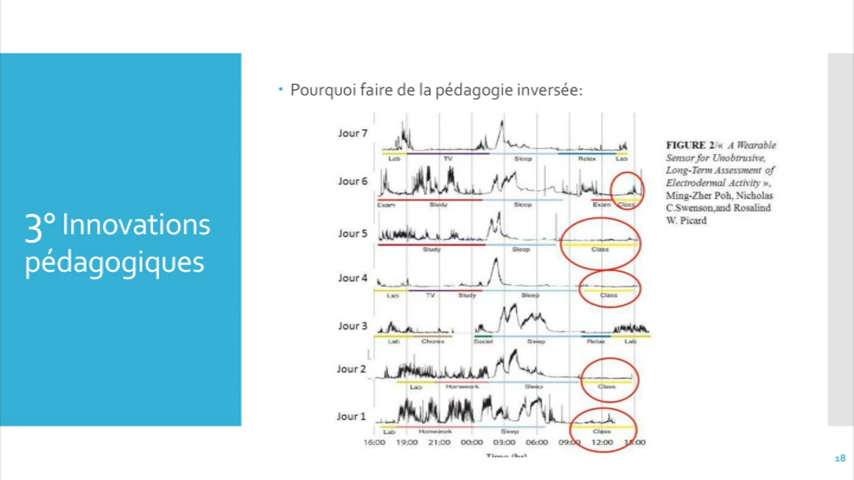 3° Innovations
pédagogiques
• Pourquoi faire de la pédagogie inversée:
Jour 7
Lab TV Sleep Relax Lab
Jour 6
Exam Study Sleep Exam Class
Jour 5
Study Sleep Class
Jour 4
Lab TV Study Sleep Class
Jour 3
Lab Chores Social Sleep Relax Lab
Jour 2
Lab Homework Sleep Class
Jour 1
Lab Homework Sleep Class
16:00 19:00 21:00 00:00 03:00 06:00 09:00 12:00 15:00
Time (hr)
FIGURE 2/« A Wearable
Sensor for Unobtrusive,
Long-Term Assessment of
Electrodermal Activity »,
Ming-Zher Poh, Nicholas
C.Swenson,and Rosalind
W. Picard
18